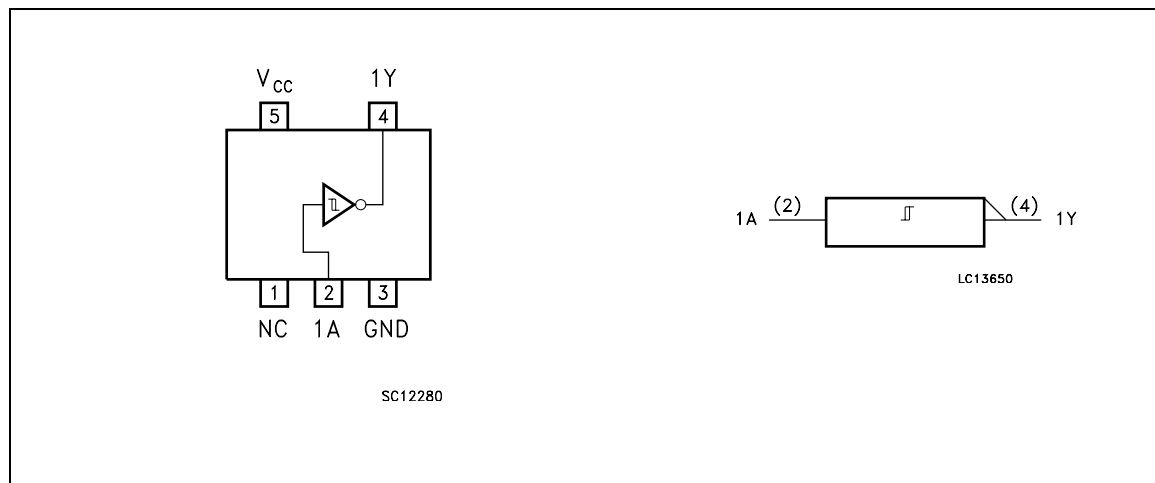 VCC 1Y
5 4
1 2 3
NC 1A GND
SC12280
1A (2) (4) 1Y
LC13650